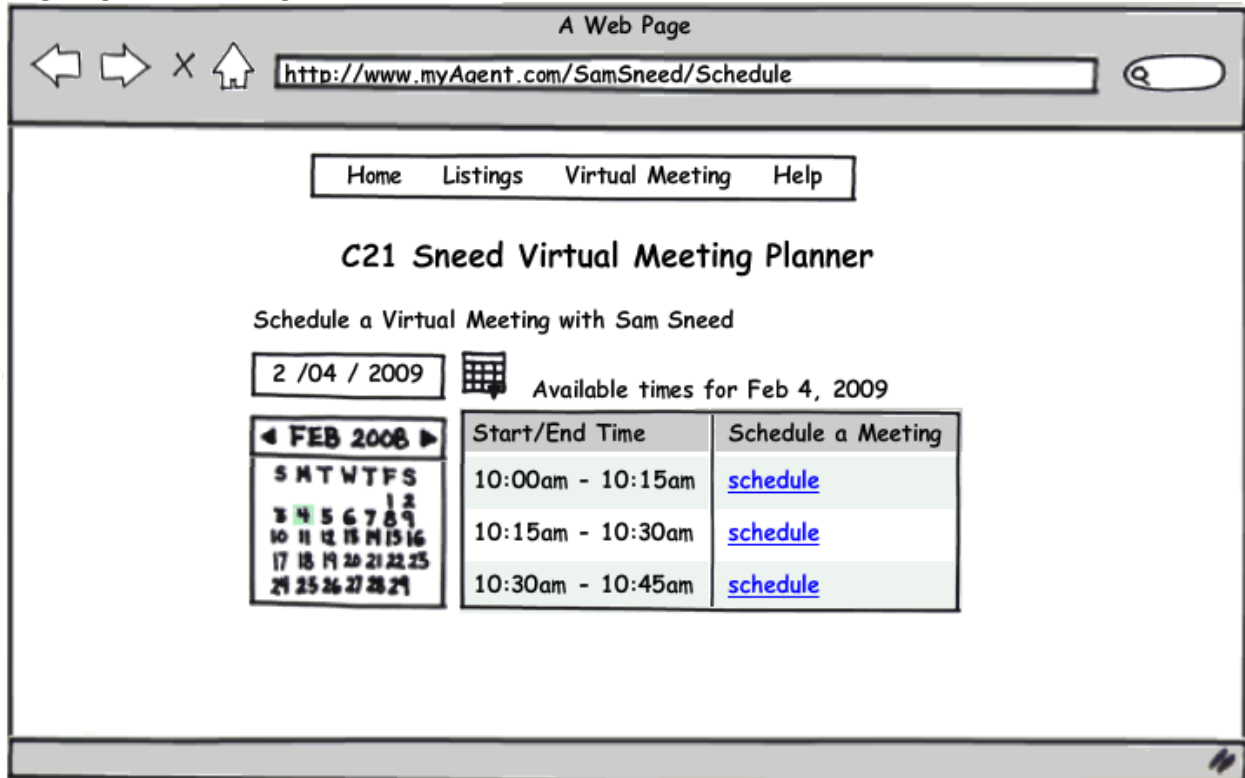 A Web Page
http://www.myAgent.com/SamSneed/Schedule
Home Listings Virtual Meeting Help
C21 Sneed Virtual Meeting Planner
Schedule a Virtual Meeting with Sam Sneed
2 /04 / 2009
Available times for Feb 4, 2009
FEB 2008
S M T W T F S
1 2
3 4 5 6 7 8 9
10 11 12 13 14 15 16
17 18 19 20 21 22 23
24 25 26 27 28 29
Start/End Time Schedule a Meeting
10:00am - 10:15am schedule
10:15am - 10:30am schedule
10:30am - 10:45am schedule